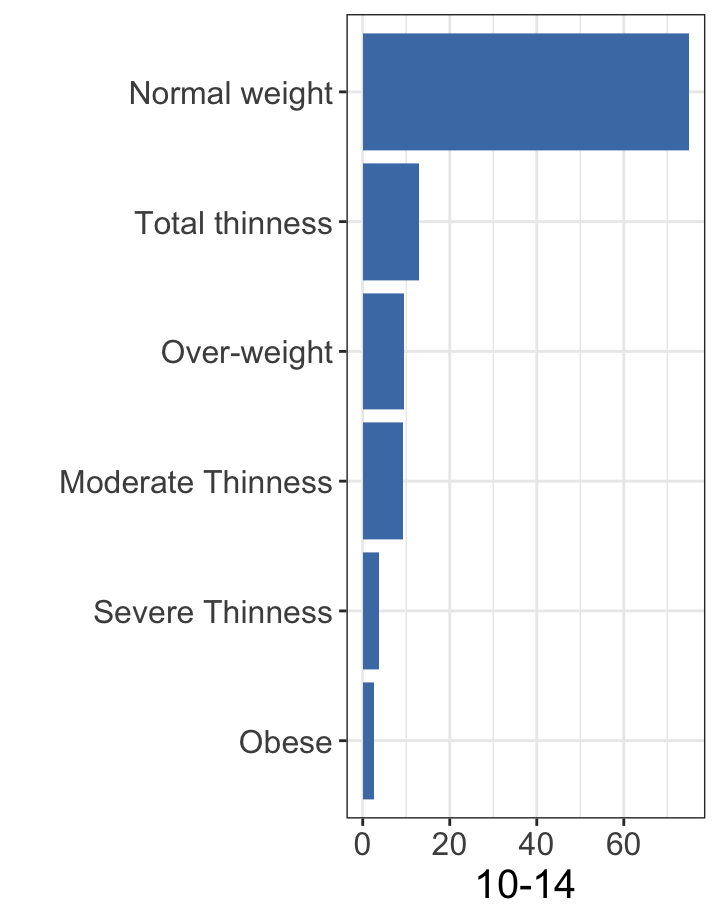 Normal weight
Total thinness
Over-weight
Moderate Thinness
Severe Thinness
Obese
0 20 40 60
10-14